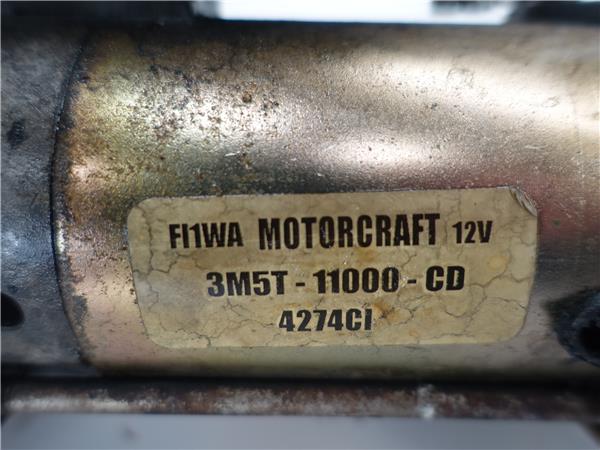 FI1WA MOTORCRAFT 12V
3M5T - 11000 - CD
4274CI